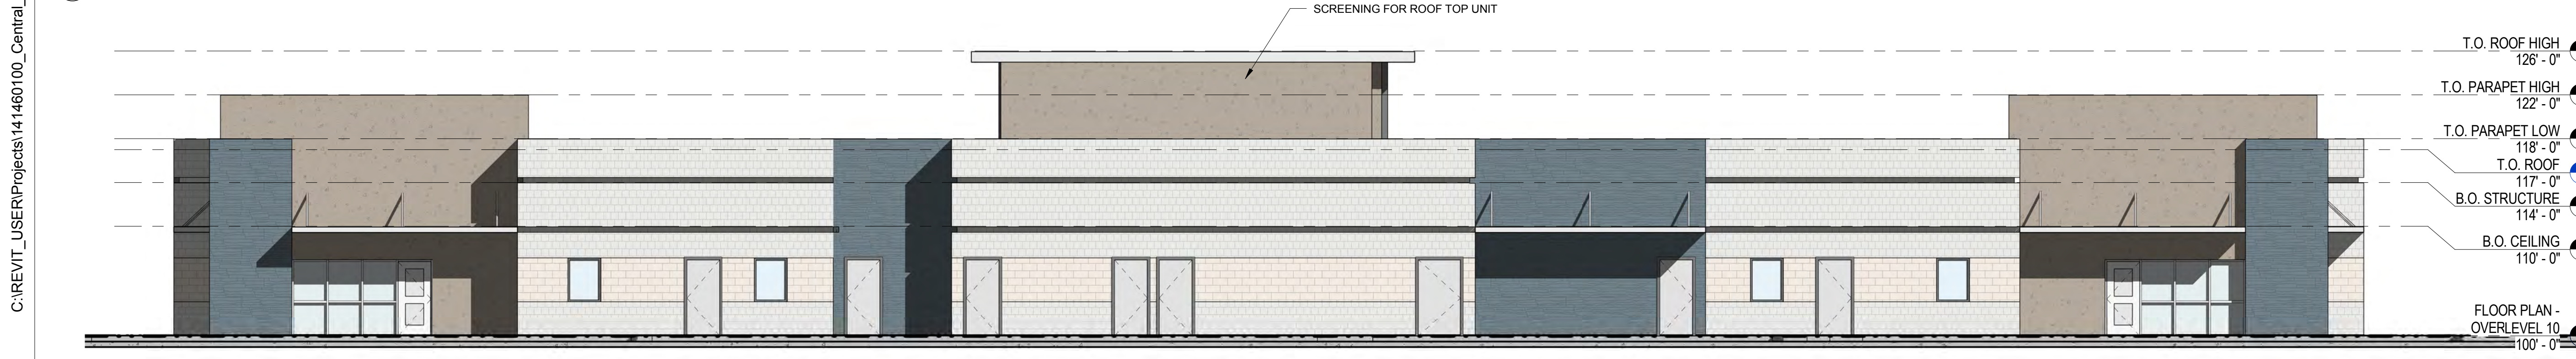 C:\REVIT_USER\Projects\141460100_Central_
SCREENING FOR ROOF TOP UNIT
T.O. ROOF HIGH
126' - 0"
T.O. PARAPET HIGH
122' - 0"
T.O. PARAPET LOW
118' - 0"
T.O. ROOF
117' - 0"
B.O. STRUCTURE
114' - 0"
B.O. CEILING
110' - 0"
FLOOR PLAN -
OVERLEVEL 10
100' - 0"